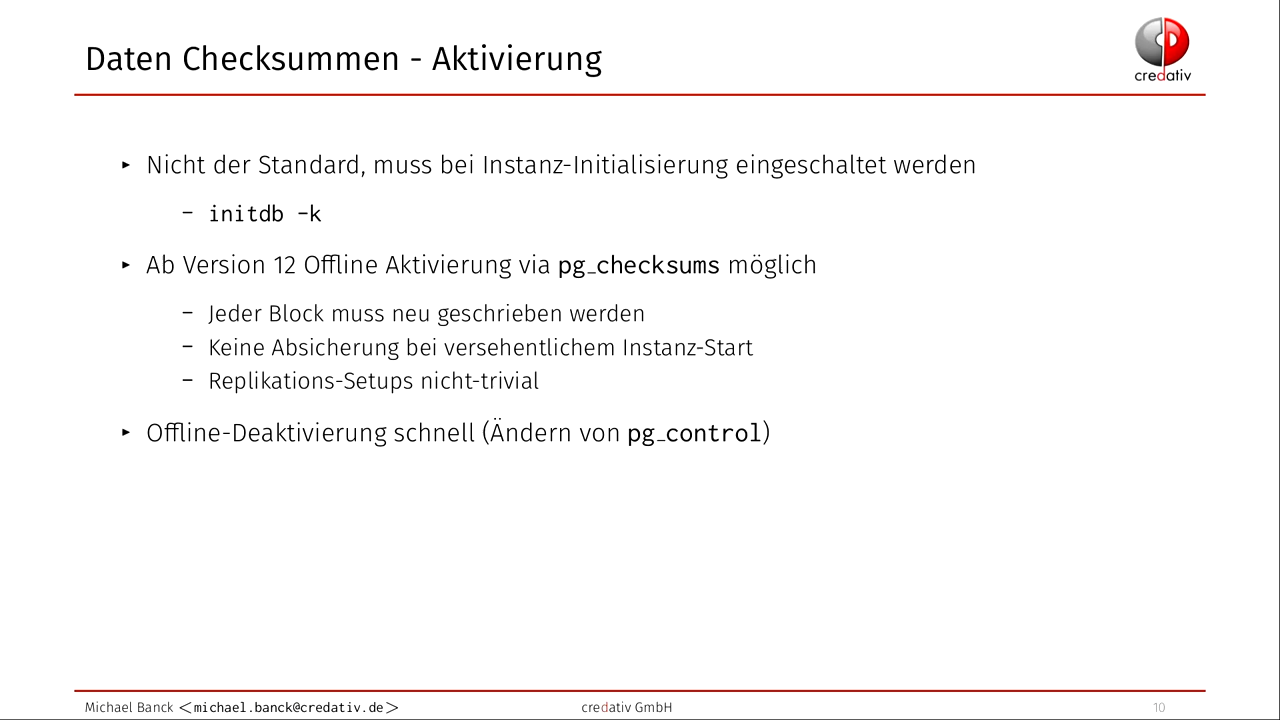 Daten Checksummen - Aktivierung
credativ
▸ Nicht der Standard, muss bei Instanz-Initialisierung eingeschaltet werden
– initdb -k
▸ Ab Version 12 Offline Aktivierung via pg_checksums möglich
– Jeder Block muss neu geschrieben werden
– Keine Absicherung bei versehentlichem Instanz-Start
– Replikations-Setups nicht-trivial
▸ Offline-Deaktivierung schnell (Ändern von pg_control)
Michael Banck <michael.banck@credativ.de> credativ GmbH 10